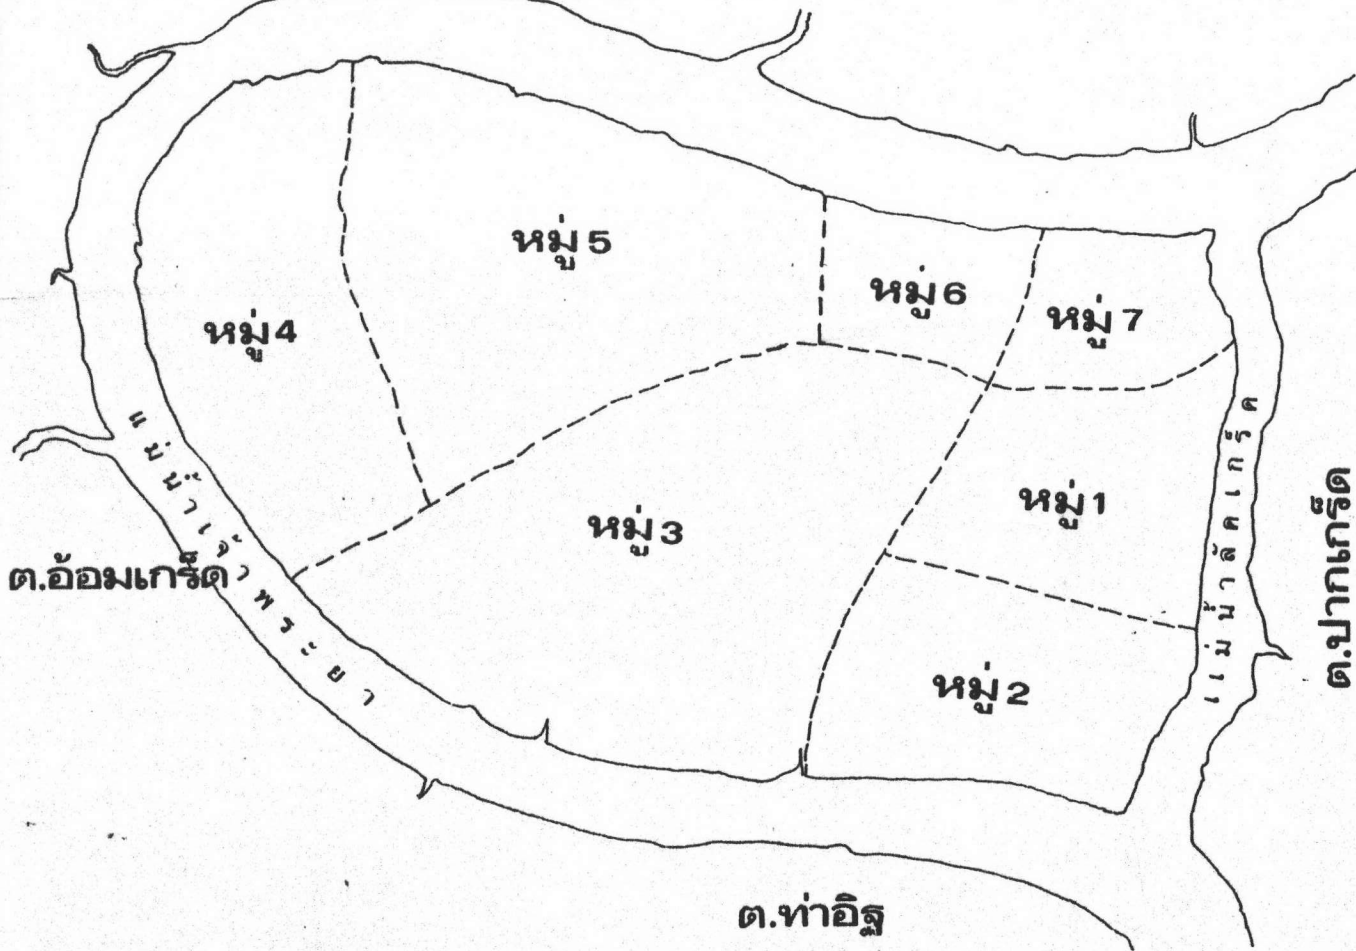 หมู่5
หมู่6
หมู่7
หมู่4
แม่น้ำเจ้าพระยา
หมู่3
หมู่1
แม่น้ำลัดเกร็ด
ต.ปากเกร็ด
ต.อ้อมเกร็ด
หมู่2
ต.ท่าอิฐ